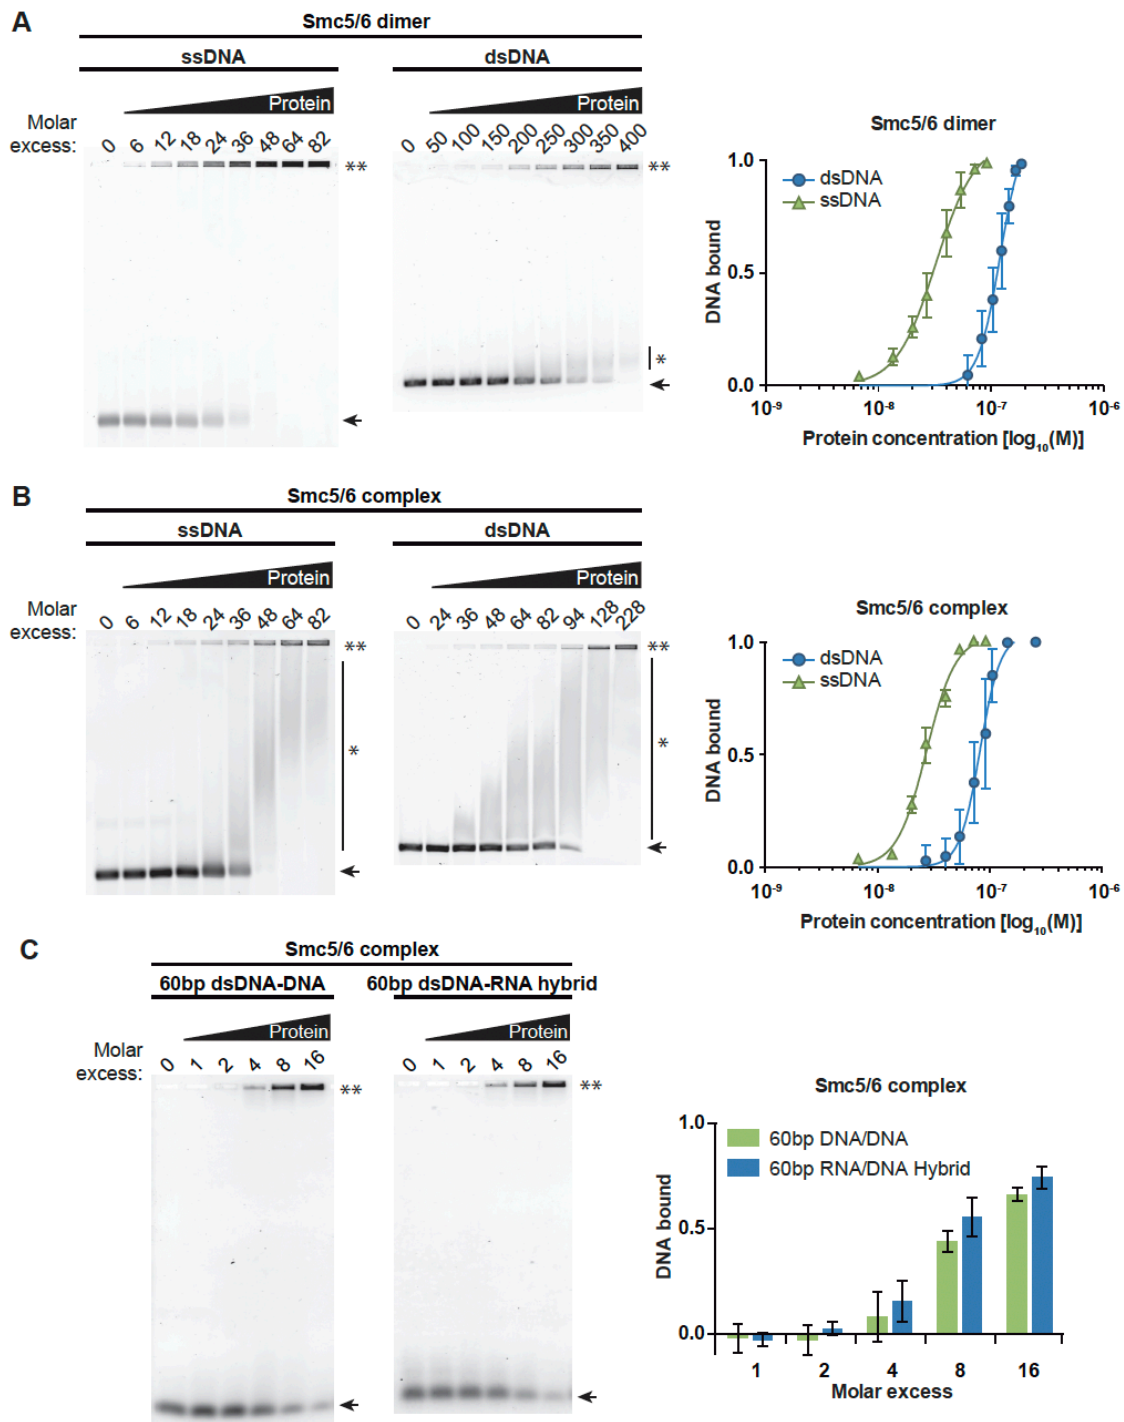 A
Smc5/6 dimer
ssDNA
dsDNA
Protein
Protein
Molar
excess:
0 6 12 18 24 36 48 64 82
0 50 100 150 200 250 300 350 400
**
**
*
Smc5/6 dimer
1.0
dsDNA
ssDNA
0.5
0.0
DNA bound
10-9 10-8 10-7 10-6
Protein concentration [log10(M)]
B
Smc5/6 complex
ssDNA
dsDNA
Protein
Protein
Molar
excess:
0 6 12 18 24 36 48 64 82
0 24 36 48 64 82 94 128 228
**
**
*
*
Smc5/6 complex
1.0
dsDNA
ssDNA
0.5
0.0
DNA bound
10-9 10-8 10-7 10-6
Protein concentration [log10(M)]
C
Smc5/6 complex
60bp dsDNA-DNA
60bp dsDNA-RNA hybrid
Protein
Protein
Molar
excess:
0 1 2 4 8 16
0 1 2 4 8 16
**
**
Smc5/6 complex
1.0
60bp DNA/DNA
60bp RNA/DNA Hybrid
0.5
0.0
DNA bound
1 2 4 8 16
Molar excess